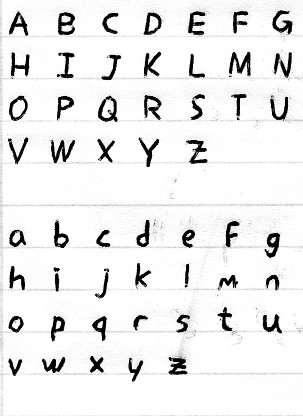 A B C D E F G
H I J K L M N
O P Q R S T U
V W X Y Z
a b c d e f g
h i j k l m n
o p q r s t u
v w x y z